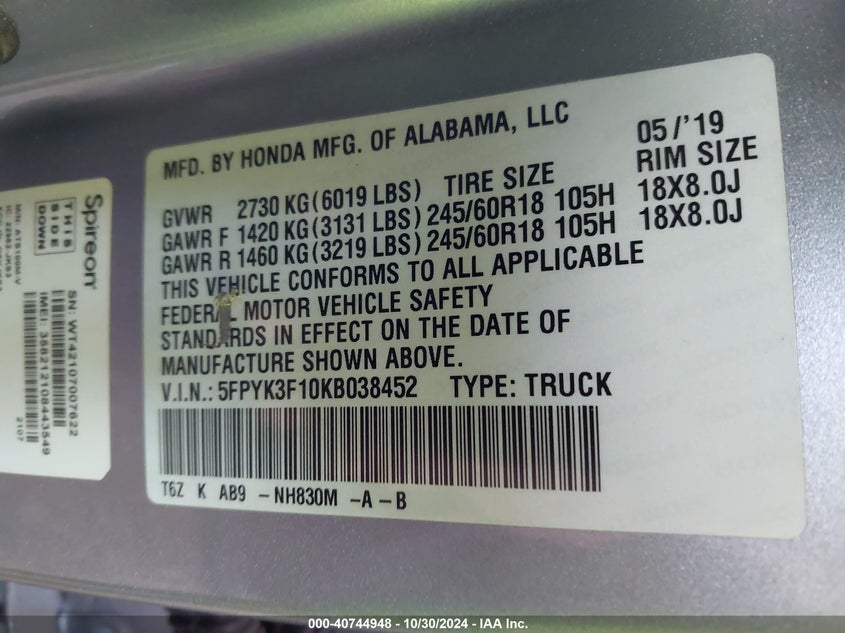 MFD. BY HONDA MFG. OF ALABAMA, LLC 05/'19
GVWR 2730 KG(6019 LBS) TIRE SIZE RIM SIZE
GAWR F 1420 KG(3131 LBS) 245/60R18 105H 18X8.0J
GAWR R 1460 KG(3219 LBS) 245/60R18 105H 18X8.0J
THIS VEHICLE CONFORMS TO ALL APPLICABLE
FEDERAL MOTOR VEHICLE SAFETY
STANDARDS IN EFFECT ON THE DATE OF
MANUFACTURE SHOWN ABOVE.
V.I.N.: 5FPYK3F10KB038452 TYPE: TRUCK
T6Z K AB9 -NH830M -A -B
Spireon
THIS
SIDE
DOWN
SN: WT42107007622
IMEI: 358212108443549
2107
000-40744948 - 10/30/2024 - IAA Inc.